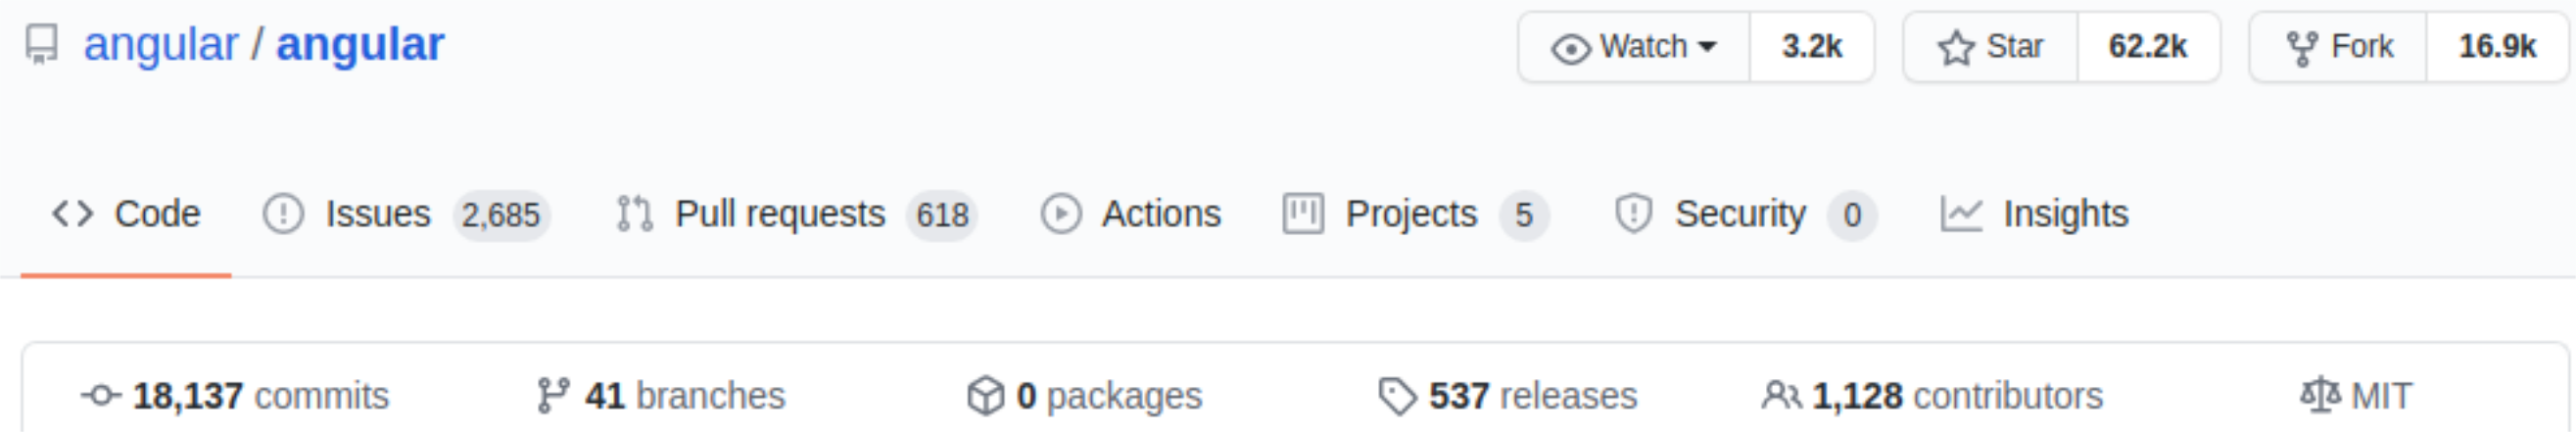 angular / angular Watch 3.2k Star 62.2k Fork 16.9k
Code Issues 2,685 Pull requests 618 Actions Projects 5 Security 0 Insights
18,137 commits 41 branches 0 packages 537 releases 1,128 contributors MIT